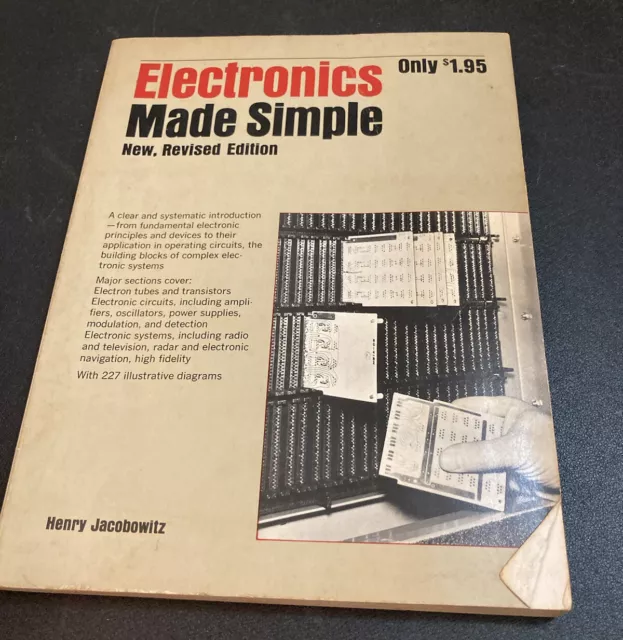 Electronics
Only $1.95
Made Simple
New, Revised Edition
A clear and systematic introduction
—from fundamental electronic
principles and devices to their
application in operating circuits, the
building blocks of complex elec-
tronic systems
Major sections cover:
Electron tubes and transistors
Electronic circuits, including ampli-
fiers, oscillators, power supplies,
modulation, and detection
Electronic systems, including radio
and television, radar and electronic
navigation, high fidelity
With 227 illustrative diagrams
Henry Jacobowitz